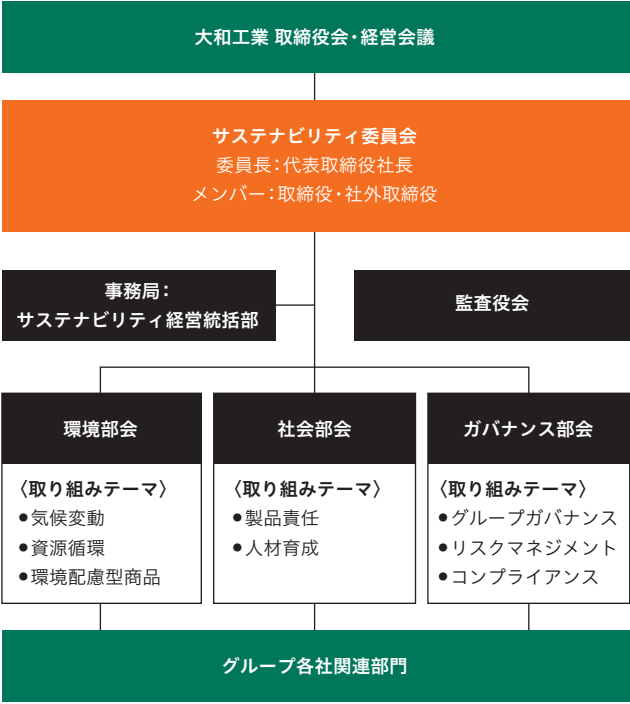 大和工業 取締役会・経営会議
サステナビリティ委員会
委員長：代表取締役社長
メンバー：取締役・社外取締役
事務局：
サステナビリティ経営統括部
監査役会
環境部会
〈取り組みテーマ〉
●気候変動
●資源循環
●環境配慮型商品
社会部会
〈取り組みテーマ〉
●製品責任
●人材育成
ガバナンス部会
〈取り組みテーマ〉
●グループガバナンス
●リスクマネジメント
●コンプライアンス
グループ各社関連部門